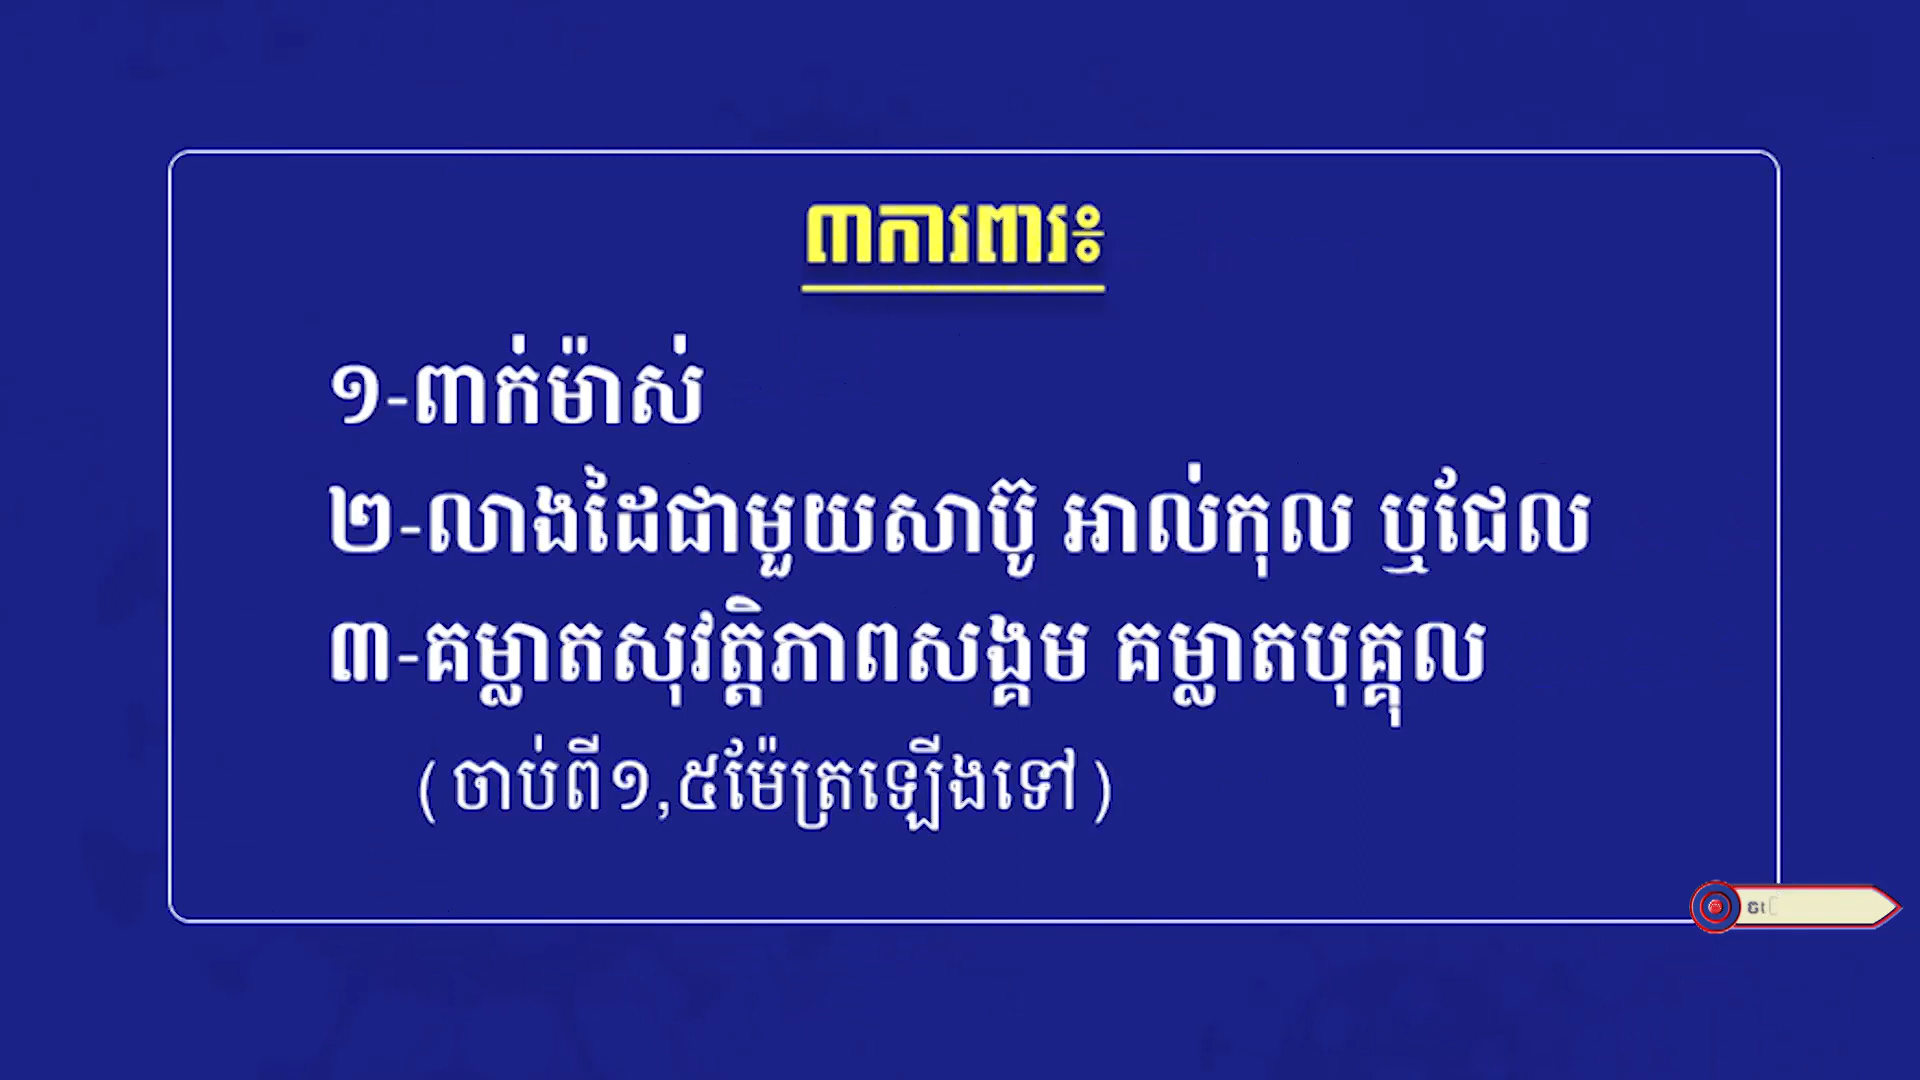 ៣ការពារ៖
១-ពាក់ម៉ាស់
២-លាងដៃជាមួយសាប៊ូ អាល់កុល ឬជែល
៣-គម្លាតសុវត្តិភាពសង្គម គម្លាតបុគ្គល
(ចាប់ពី១,៥ម៉ែត្រឡើងទៅ)